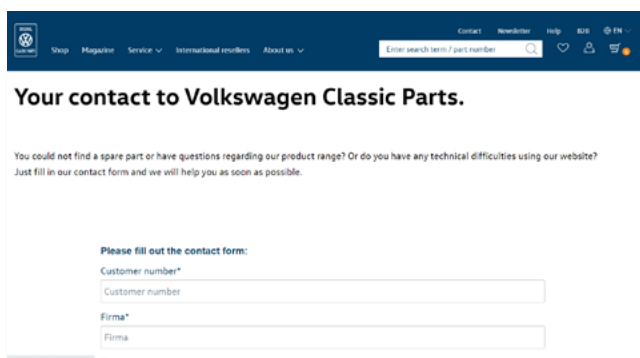 Contact Newsletter Help B2B EN
Shop Magazine Service International resellers About us Enter search term / part number
Your contact to Volkswagen Classic Parts.
You could not find a spare part or have questions regarding our product range? Or do you have any technical difficulties using our website?
Just fill in our contact form and we will help you as soon as possible.
Please fill out the contact form:
Customer number*
Customer number
Firma*
Firma